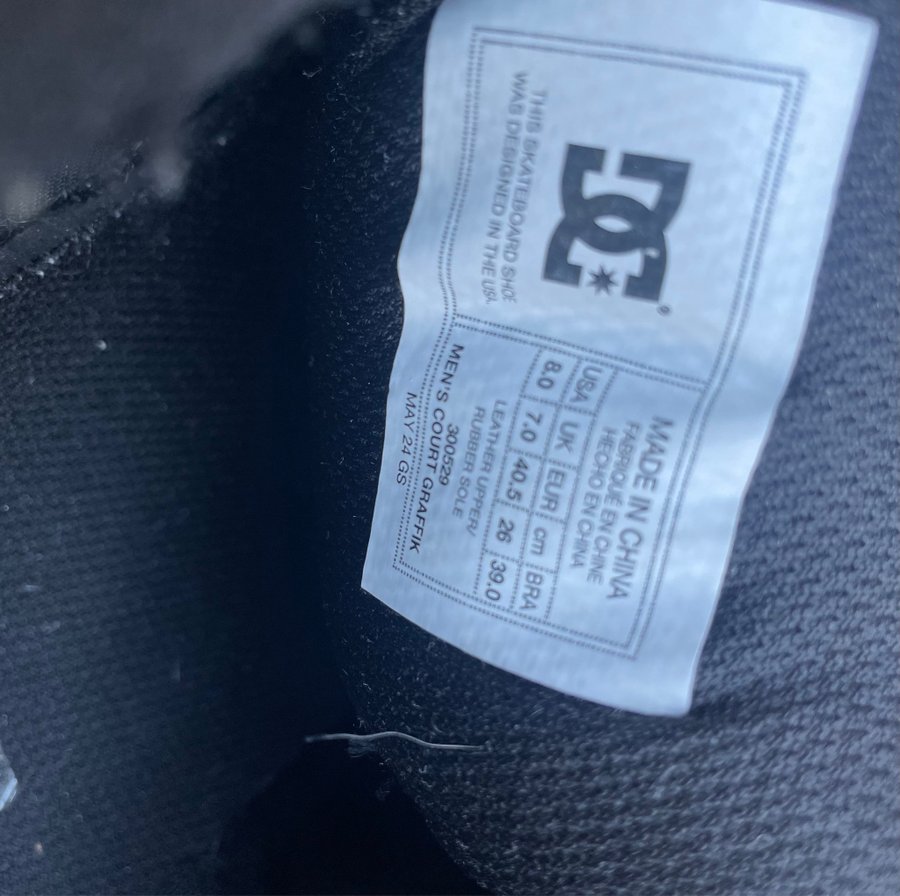 DC
®
THIS SKATEBOARD SHOE
WAS DESIGNED IN THE USA.
MADE IN CHINA
FABRIQUÉ EN CHINE
HECHO EN CHINA
USA UK EUR cm BRA
8.0 7.0 40.5 26 39.0
LEATHER UPPER/
RUBBER SOLE
300529
MEN'S COURT GRAFFIK
MAY 24 GS